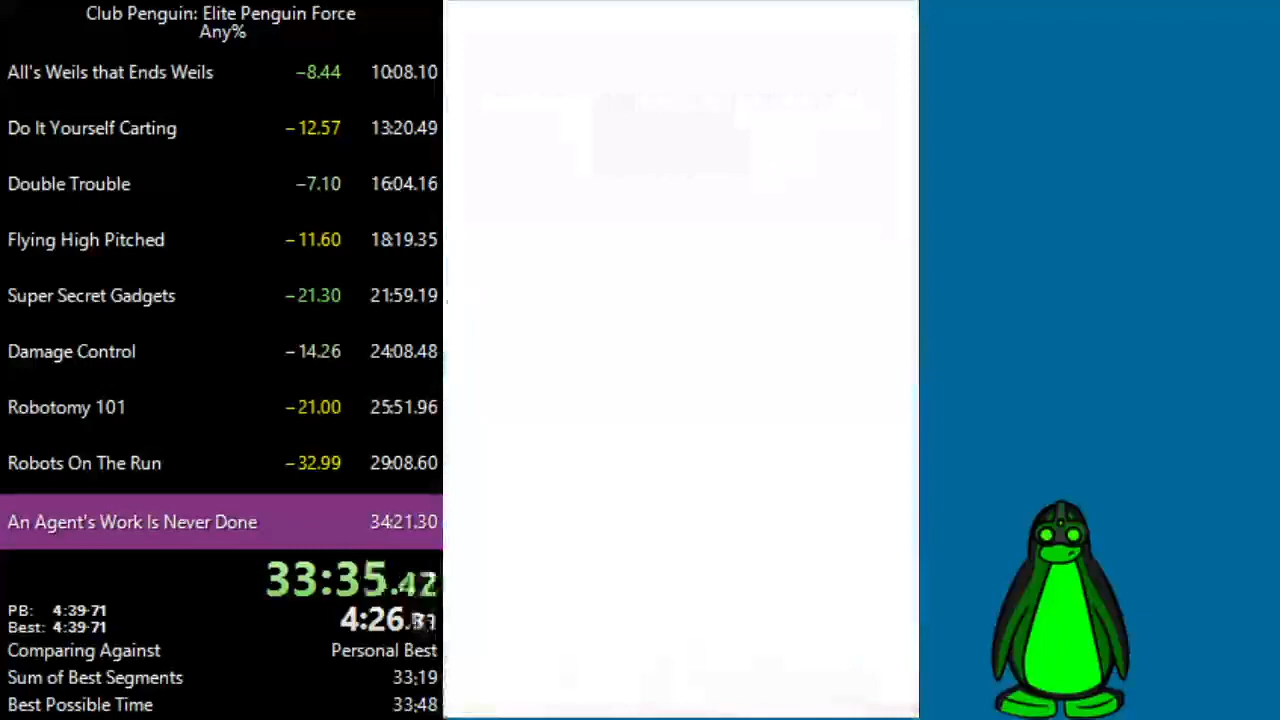 Club Penguin: Elite Penguin Force
Any%
All's Weils that Ends Weils −8.44 10:08.10
Do It Yourself Carting −12.57 13:20.49
Double Trouble −7.10 16:04.16
Flying High Pitched −11.60 18:19.35
Super Secret Gadgets −21.30 21:59.19
Damage Control −14.26 24:08.48
Robotomy 101 −21.00 25:51.96
Robots On The Run −32.99 29:08.60
An Agent's Work Is Never Done 34:21.30
33:35.42
PB: 4:39.71
Best: 4:39.71
4:26
Comparing Against Personal Best
Sum of Best Segments 33:19
Best Possible Time 33:48